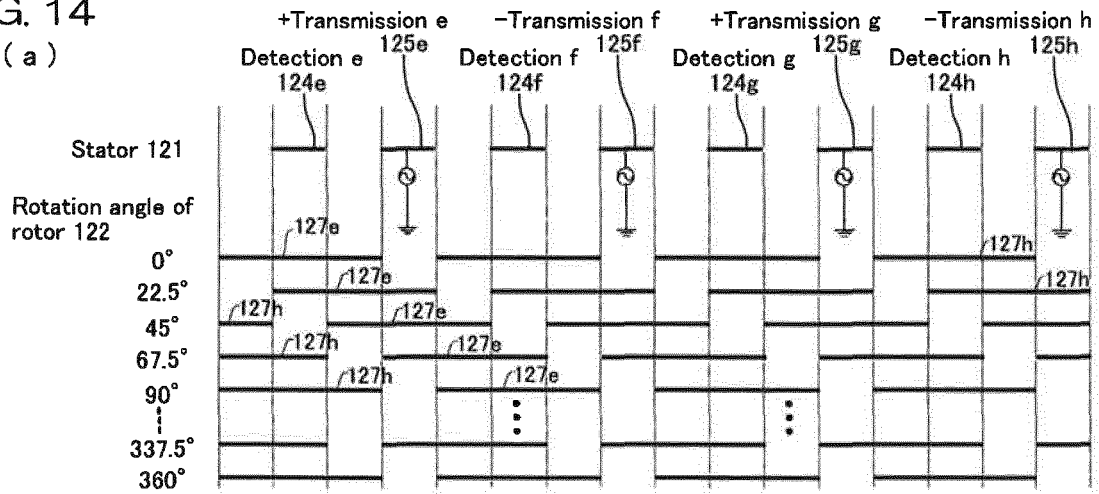 G. 14
(a)
+Transmission e
-Transmission f
+Transmission g
-Transmission h
125e
125f
125g
125h
Detection e
Detection f
Detection g
Detection h
124e
124f
124g
124h
Stator 121
Rotation angle of
rotor 122
127e
127h
0°
127e
127h
22.5°
127h
127e
45°
127h
127e
67.5°
127h
127e
90°
337.5°
360°